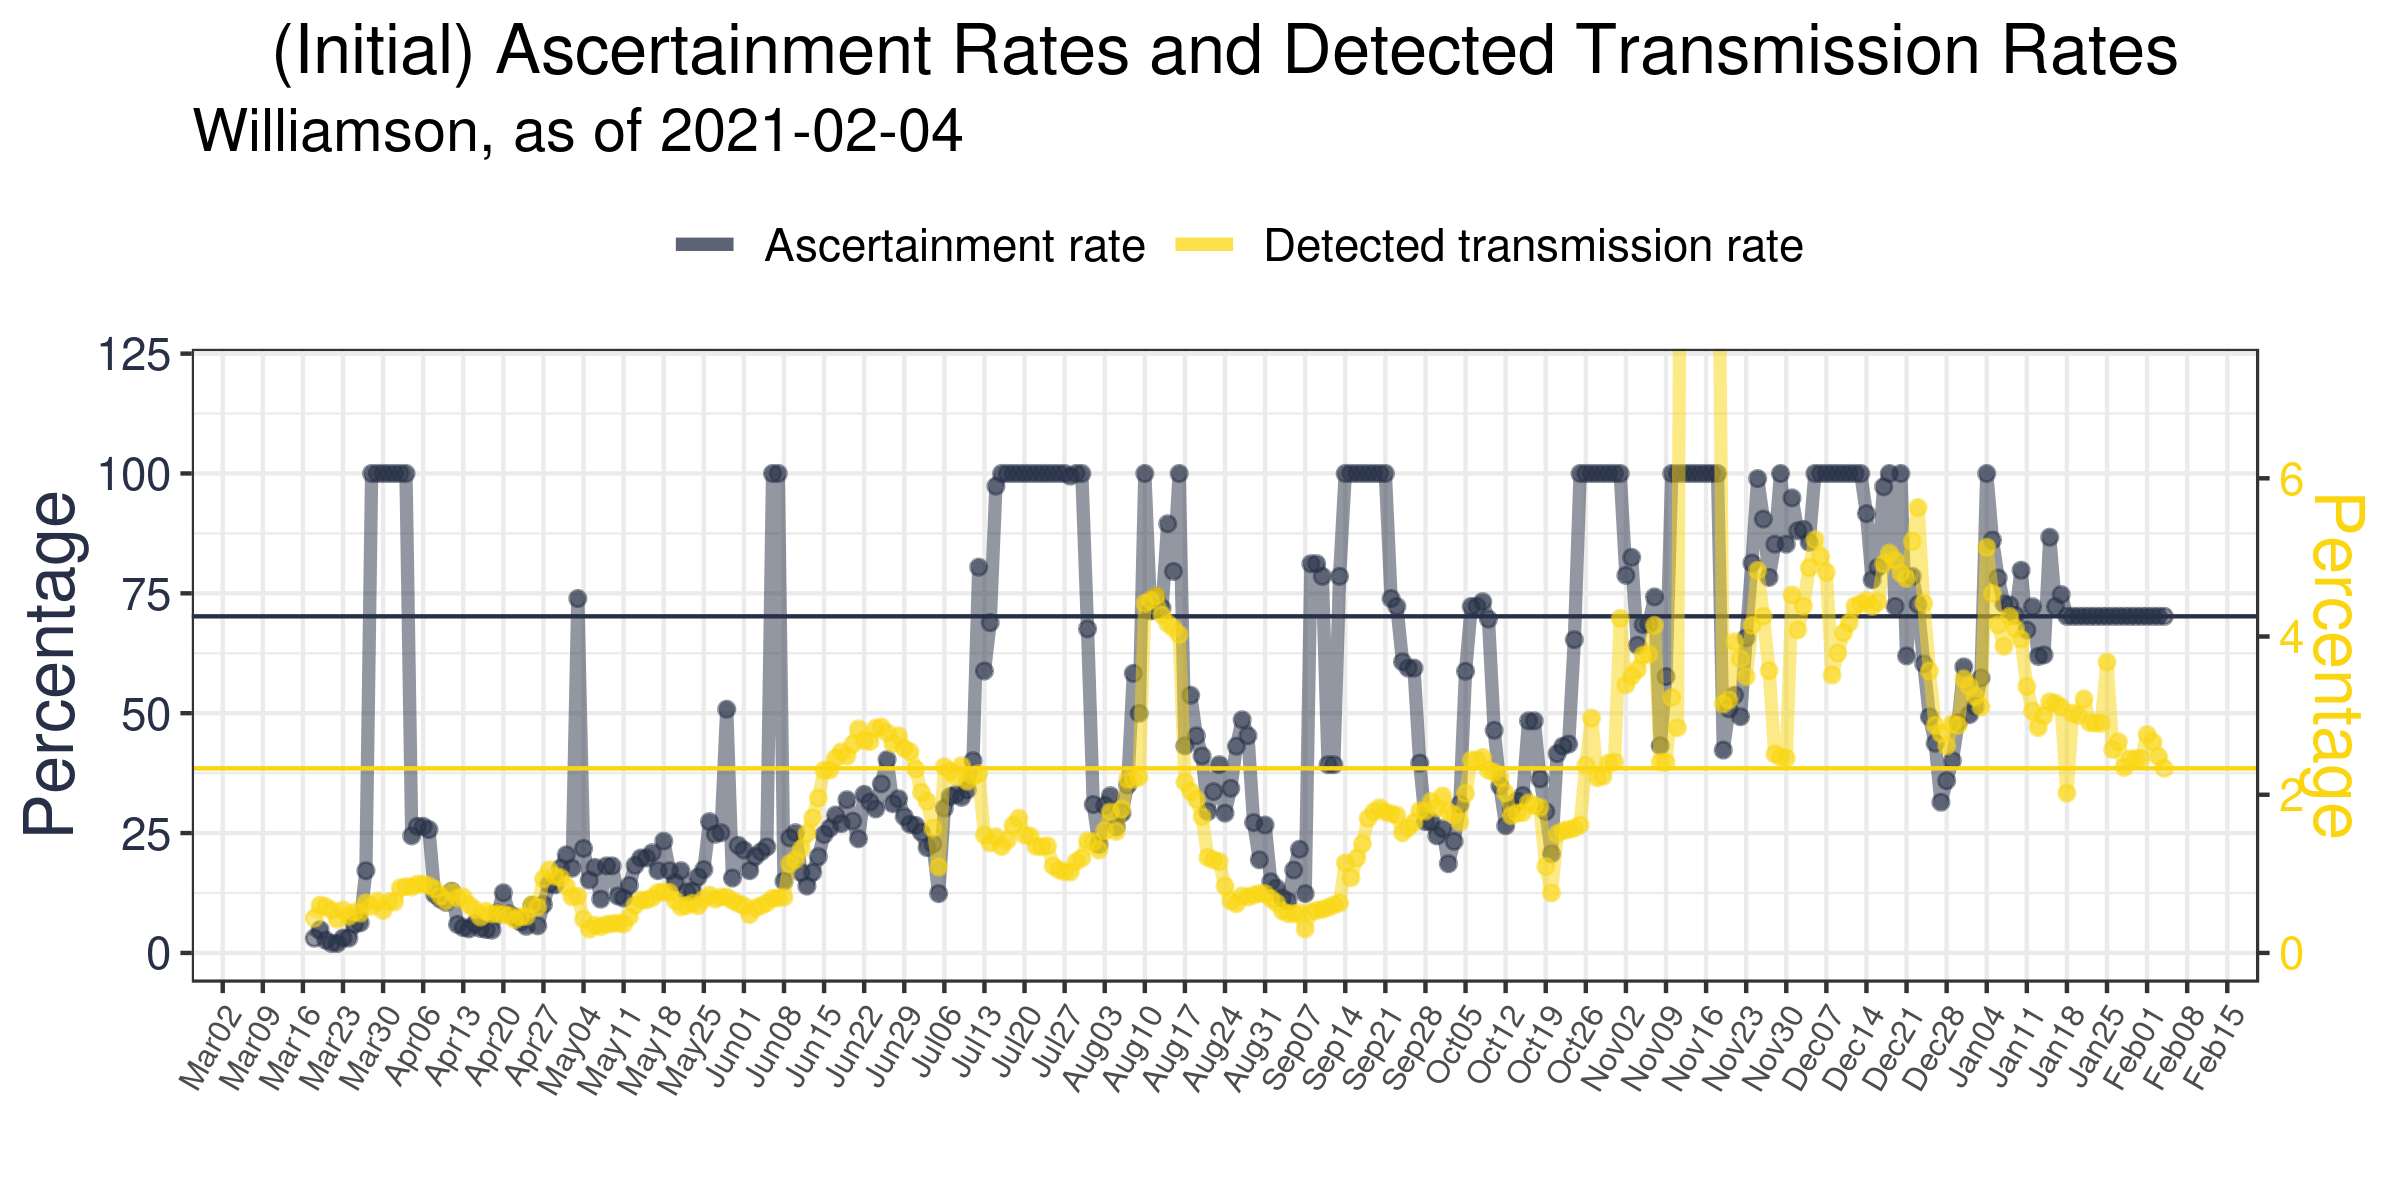 (Initial) Ascertainment Rates and Detected Transmission Rates
Williamson, as of 2021-02-04
Ascertainment rate
Detected transmission rate
125
100
75
50
25
0
Percentage
6
4
2
0
Percentage
Mar02
Mar09
Mar16
Mar23
Mar30
Apr06
Apr13
Apr20
Apr27
May04
May11
May18
May25
Jun01
Jun08
Jun15
Jun22
Jun29
Jul06
Jul13
Jul20
Jul27
Aug03
Aug10
Aug17
Aug24
Aug31
Sep07
Sep14
Sep21
Sep28
Oct05
Oct12
Oct19
Oct26
Nov02
Nov09
Nov16
Nov23
Nov30
Dec07
Dec14
Dec21
Dec28
Jan04
Jan11
Jan18
Jan25
Feb01
Feb08
Feb15